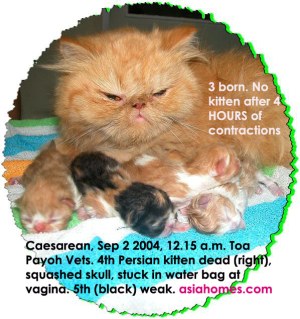 3 born. No
kitten after 4
HOURS of
contractions
Caesarean, Sep 2 2004, 12.15 a.m. Toa
Payoh Vets. 4th Persian kitten dead (right),
squashed skull, stuck in water bag at
vagina. 5th (black) weak. asiahomes.com